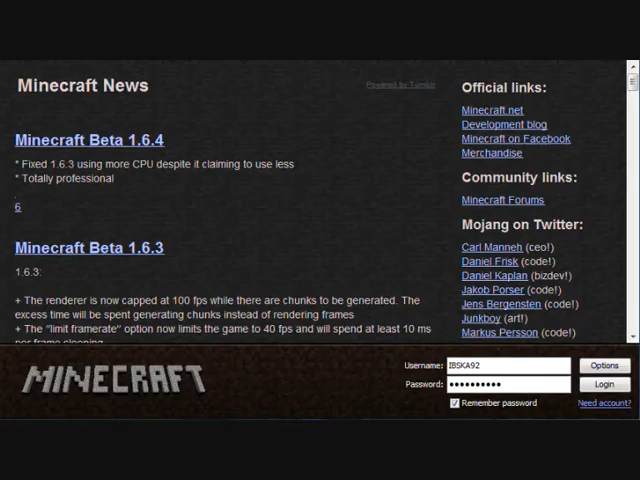 Minecraft News
Powered by Tumblr
Minecraft Beta 1.6.4
* Fixed 1.6.3 using more CPU despite it claiming to use less
* Totally professional
6
Minecraft Beta 1.6.3
1.6.3:
+ The renderer is now capped at 100 fps while there are chunks to be generated. The
excess time will be spent generating chunks instead of rendering frames
+ The "limit framerate" option now limits the game to 40 fps and will spend at least 10 ms
per frame sleeping
Official links:
Minecraft.net
Development blog
Minecraft on Facebook
Merchandise
Community links:
Minecraft Forums
Mojang on Twitter:
Carl Manneh (ceo!)
Daniel Frisk (code!)
Daniel Kaplan (bizdev!)
Jakob Porser (code!)
Jens Bergensten (code!)
Junkboy (art!)
Markus Persson (code!)
MINECRAFT
Username: IBSKA92
Options
Password: ●●●●●●●●●●
Login
Remember password
Need account?